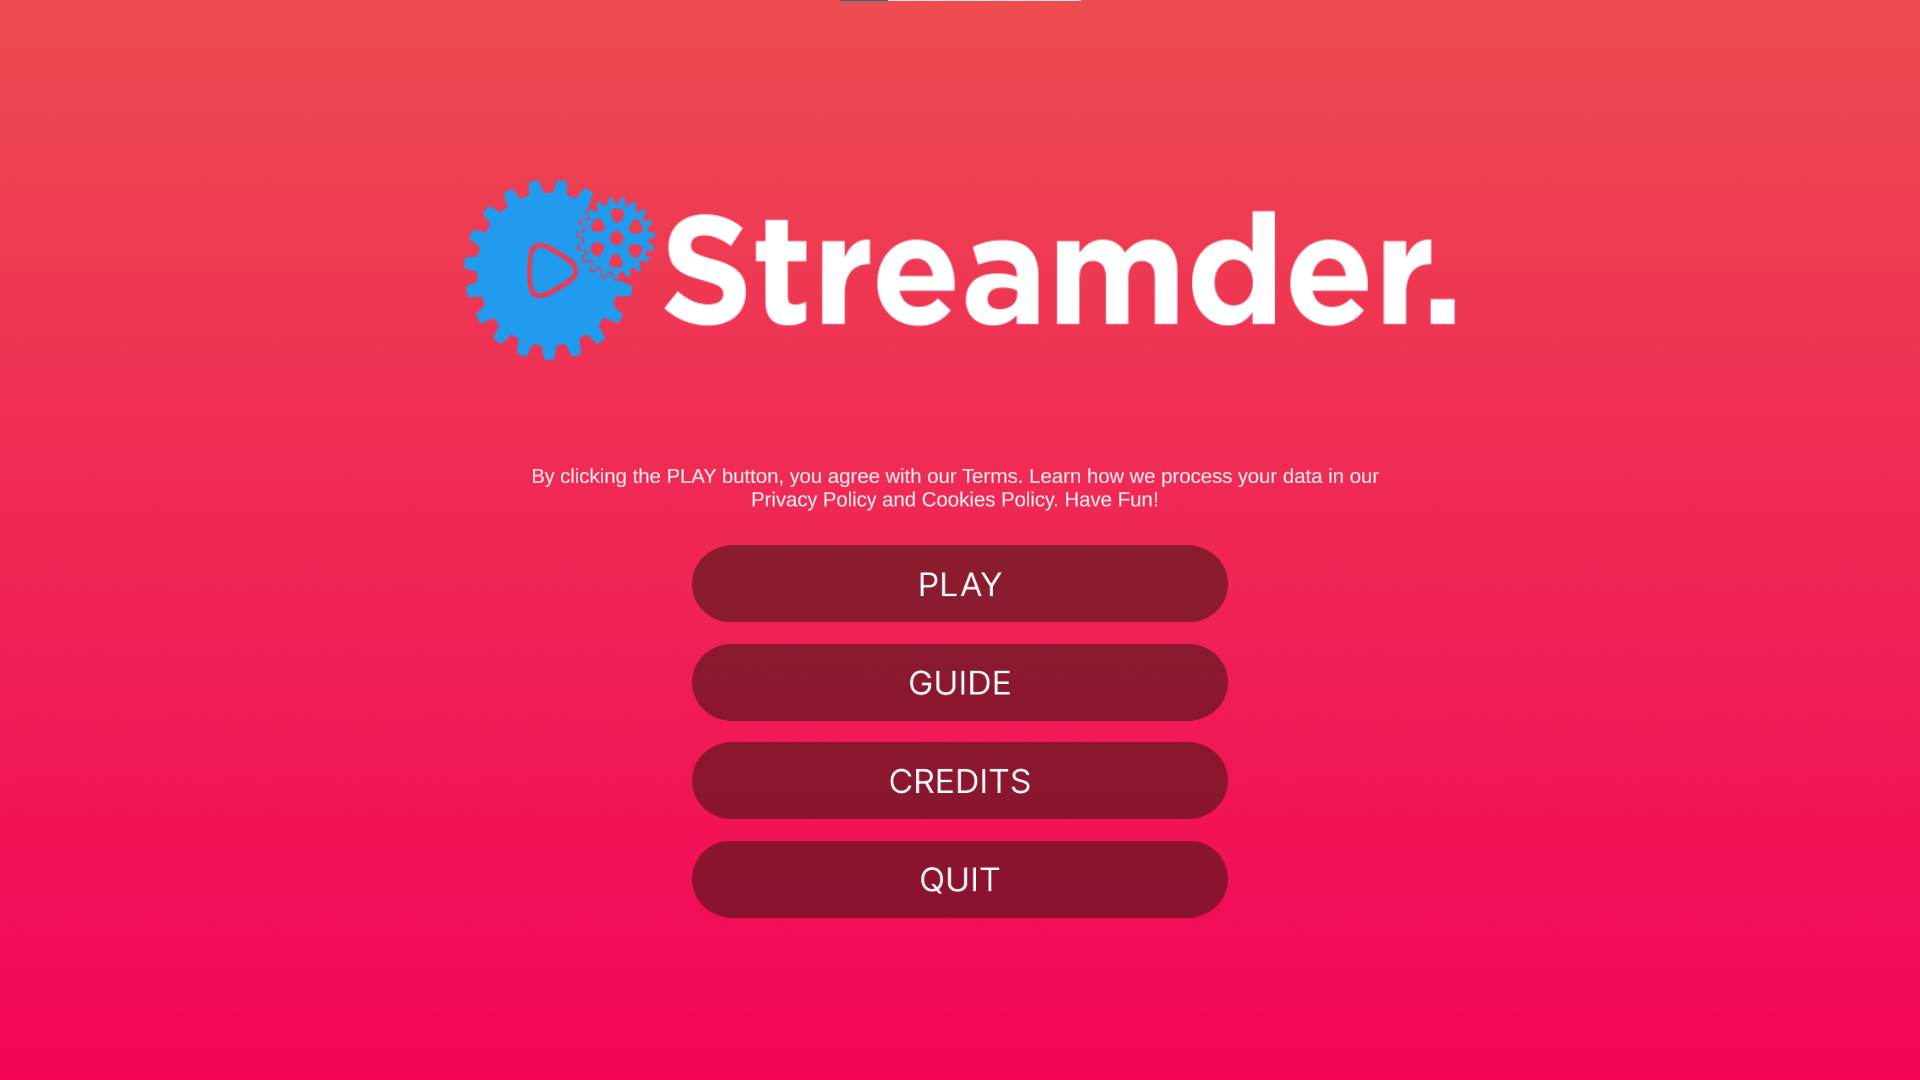 Streamder.
By clicking the PLAY button, you agree with our Terms. Learn how we process your data in our
Privacy Policy and Cookies Policy. Have Fun!
PLAY
GUIDE
CREDITS
QUIT